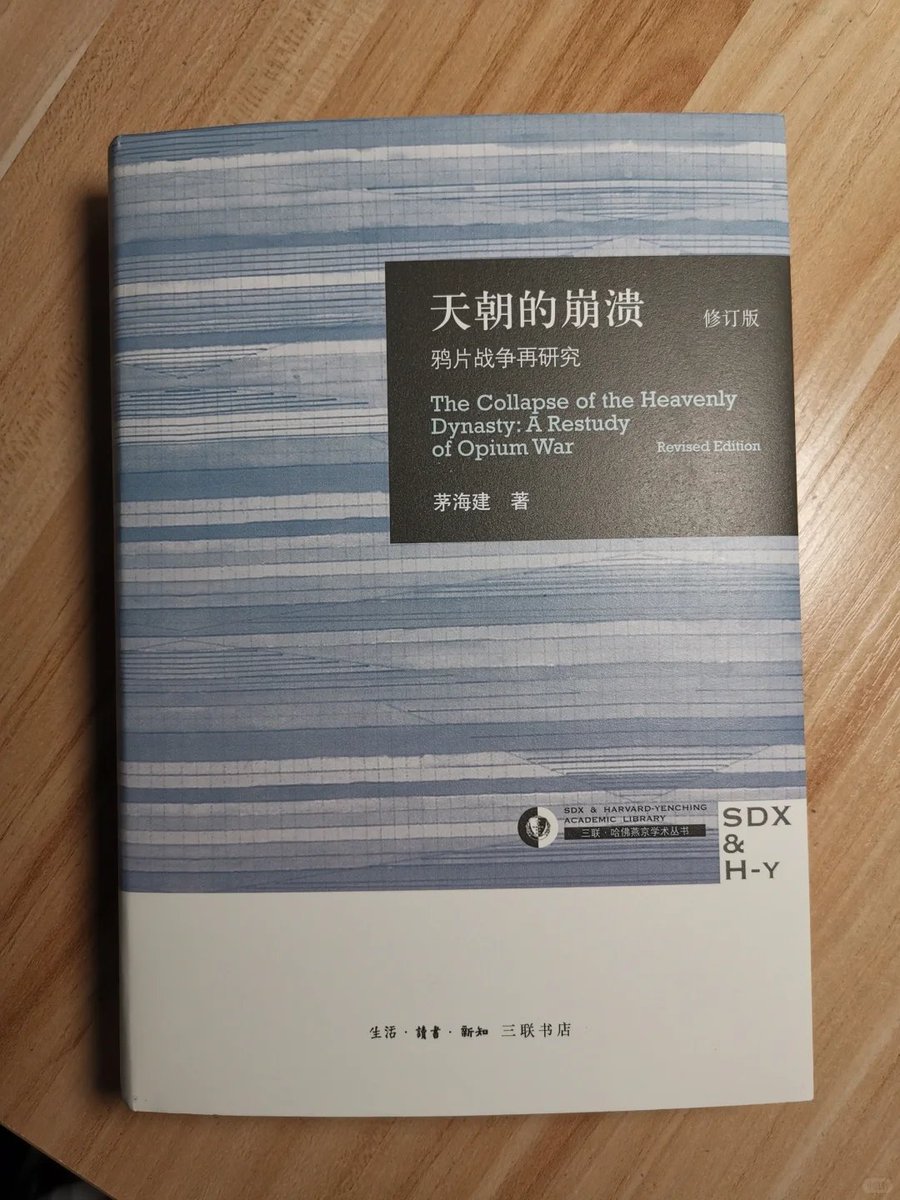 天朝的崩溃 修订版
鸦片战争再研究
The Collapse of the Heavenly
Dynasty: A Restudy
of Opium War Revised Edition
茅海建 著
SDX & HARVARD-YENCHING
ACADEMIC LIBRARY
三联·哈佛燕京学术丛书
SDX
&
H-Y
生活·讀書·新知 三联书店